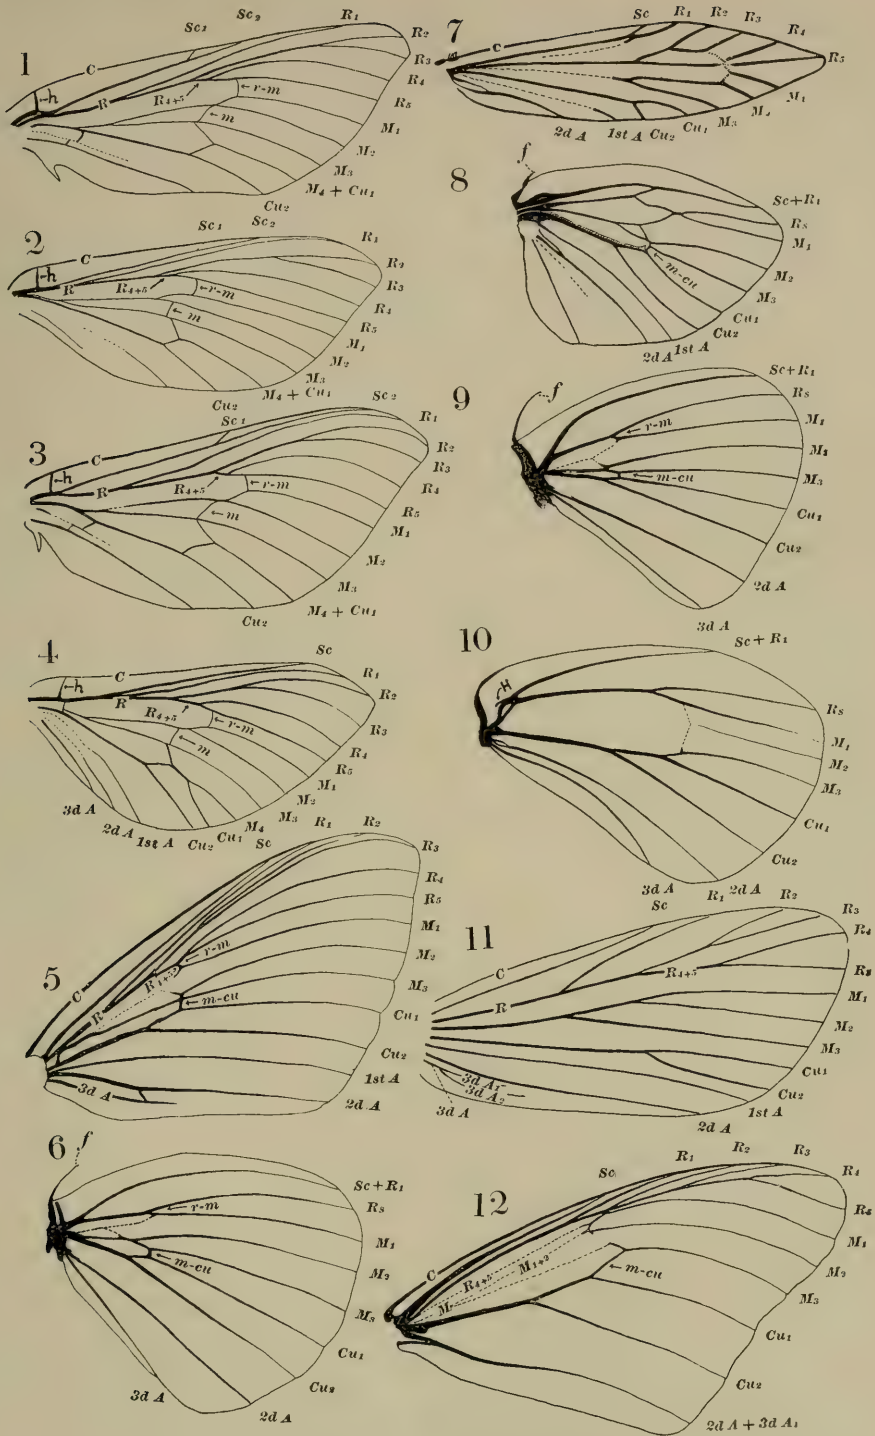 1
Sc1 Sc2 R1
R2
R3
R4
R5
M1
M2
M3
M4 + Cu1
Cu2
C
h
R
R4+5
r-m
m
2
Sc1 Sc2
R1
R2
R3
R4
R5
M1
M2
M3
M4 + Cu1
Cu2
C
h
R
R4+5
r-m
m
3
Sc1
Sc2
R1
R2
R3
R4
R5
M1
M2
M3
M4 + Cu1
Cu2
C
h
R
R4+5
r-m
m
4
Sc
R1
R2
R3
R4
R5
M1
M2
M3
M4
Cu1
Cu2
1st A
2d A
3d A
C
h
R
R4+5
r-m
m
5
Sc
R1
R2
R3
R4
R5
M1
M2
M3
Cu1
Cu2
1st A
2d A
3d A
C
R
R4+5
r-m
m-cu
6
f
Sc+R1
Rs
M1
M2
M3
Cu1
Cu2
2d A
3d A
r-m
m-cu
7
Sc
R1
R2
R3
R4
R5
M1
M2
M3
Cu1
Cu2
1st A
2d A
C
8
f
Sc+R1
Rs
M1
M2
M3
Cu1
Cu2
1st A
2d A
m-cu
9
f
Sc+R1
Rs
M1
M2
M3
Cu1
Cu2
2d A
3d A
r-m
m-cu
10
H
Sc + R1
Rs
M1
M2
M3
Cu1
Cu2
2d A
3d A
11
Sc
R1
R2
R3
R4
R5
M1
M2
M3
Cu1
Cu2
1st A
2d A
3d A
3d A1
3d A2
C
R
R4+5
12
Sc
R1
R2
R3
R4
R5
M1
M2
M3
Cu1
Cu2
2d A + 3d A1
C
R4+5
M1+2
M
m-cu